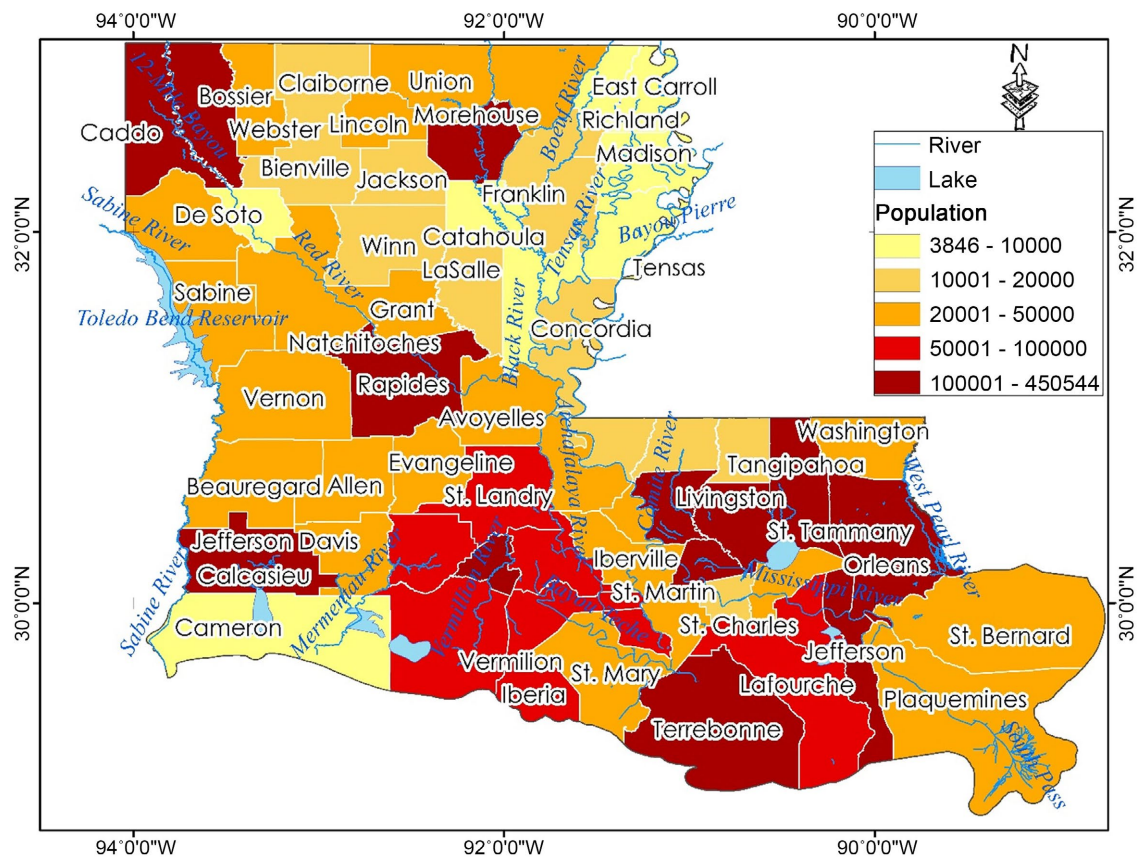 94°0'0"W 92°0'0"W 90°0'0"W
N
12-Mile Bayou
Claiborne
Union
Boeuf River
East Carroll
Bossier
Morehouse
Richland
Caddo
Webster
Lincoln
Madison
River
Lake
Population
3846 - 10000
10001 - 20000
20001 - 50000
50001 - 100000
100001 - 450544
Bienville
Jackson
Franklin
De Soto
Sabine River
Bayou Pierre
32°0'0"N
32°0'0"N
Winn
Catahoula
Tensas River
Red River
LaSalle
Tensas
Sabine
Grant
Toledo Bend Reservoir
Black River
Concordia
Natchitoches
Rapides
Vernon
Avoyelles
Atchafalaya River
Washington
Evangeline
Tangipahoa
Comite River
West Pearl River
Beauregard
Allen
St. Landry
Livingston
St. Tammany
Jefferson Davis
Iberville
Orleans
Calcasieu
Mermentau River
Vermilion River
Mississippi River
St. Martin
Bayou Teche
30°0'0"N
30°0'0"N
Sabine River
Cameron
St. Charles
St. Bernard
Jefferson
Vermilion
St. Mary
Iberia
Lafourche
Plaquemines
Terrebonne
South Pass
94°0'0"W 92°0'0"W 90°0'0"W